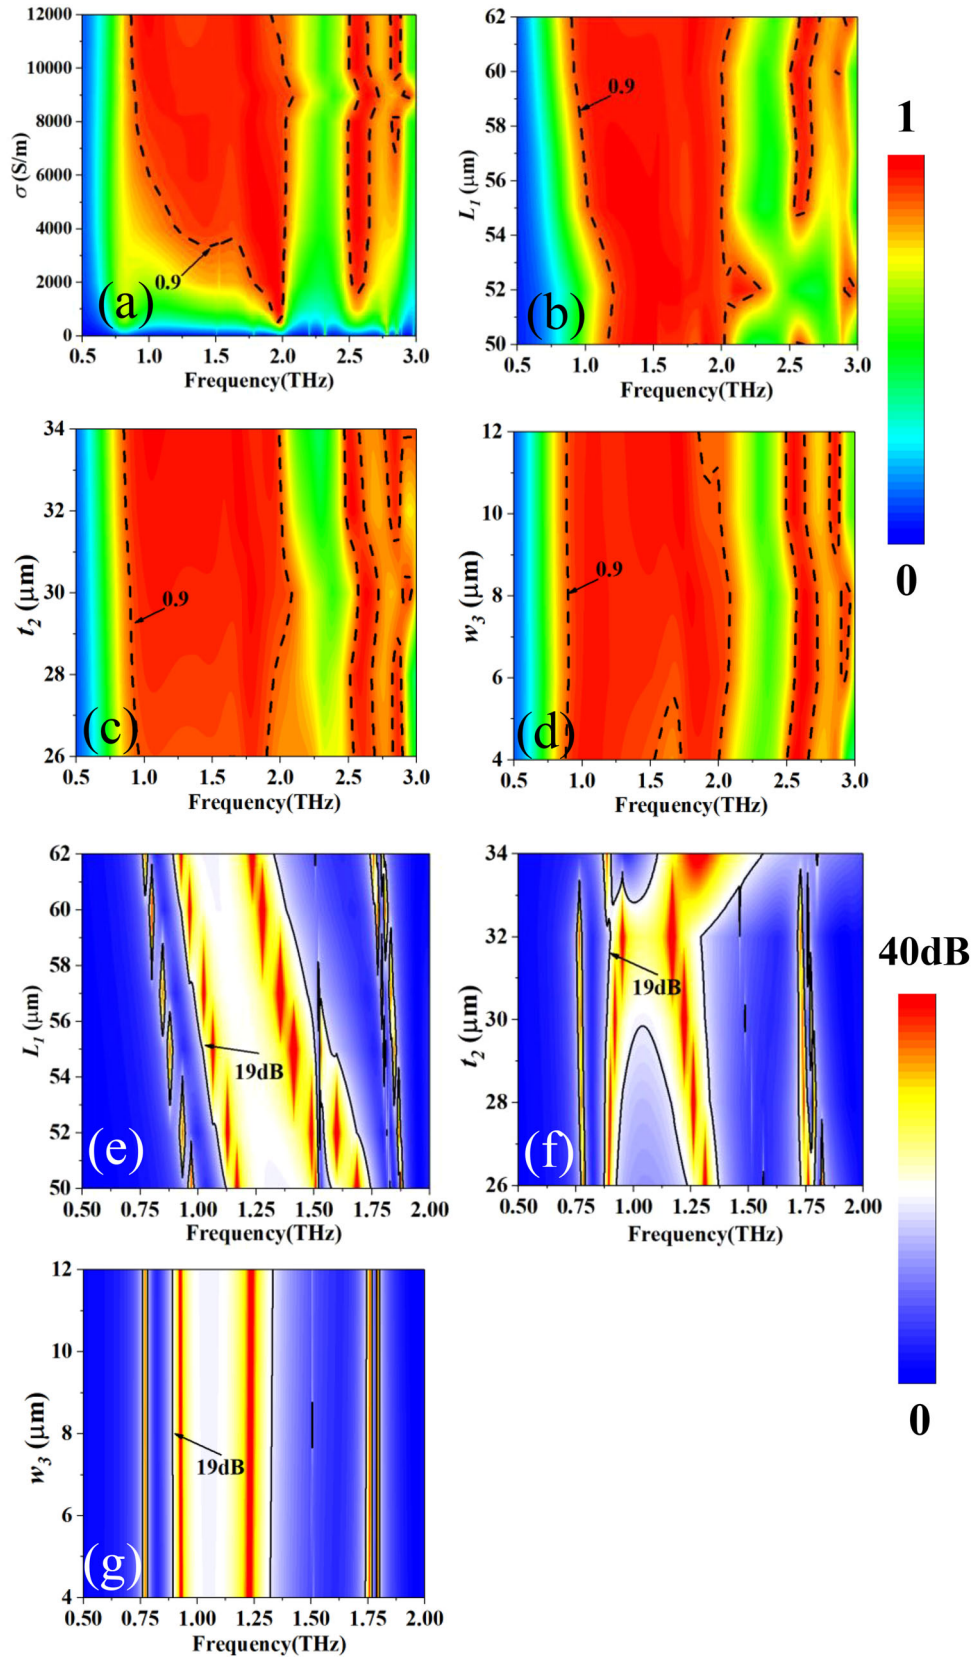 12000
10000
8000
6000
4000
2000
0
σ (S/m)
0.9
(a)
0.5 1.0 1.5 2.0 2.5 3.0
Frequency(THz)
62
60
58
56
54
52
50
L1 (μm)
0.9
(b)
0.5 1.0 1.5 2.0 2.5 3.0
Frequency(THz)
1
0
34
32
30
28
26
t2 (μm)
0.9
(c)
0.5 1.0 1.5 2.0 2.5 3.0
Frequency(THz)
12
10
8
6
4
w3 (μm)
0.9
(d)
0.5 1.0 1.5 2.0 2.5 3.0
Frequency(THz)
62
60
58
56
54
52
50
L1 (μm)
19dB
(e)
0.50 0.75 1.00 1.25 1.50 1.75 2.00
Frequency(THz)
34
32
30
28
26
t2 (μm)
19dB
(f)
0.50 0.75 1.00 1.25 1.50 1.75 2.00
Frequency(THz)
40dB
0
12
10
8
6
4
w3 (μm)
19dB
(g)
0.50 0.75 1.00 1.25 1.50 1.75 2.00
Frequency(THz)